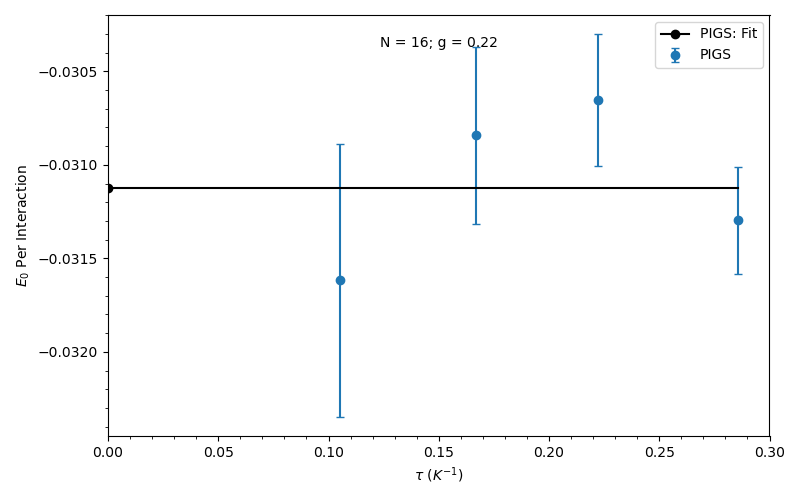 N = 16; g = 0.22
PIGS: Fit
PIGS
−0.0305
−0.0310
−0.0315
−0.0320
E₀ Per Interaction
0.00 0.05 0.10 0.15 0.20 0.25 0.30
τ (K⁻¹)